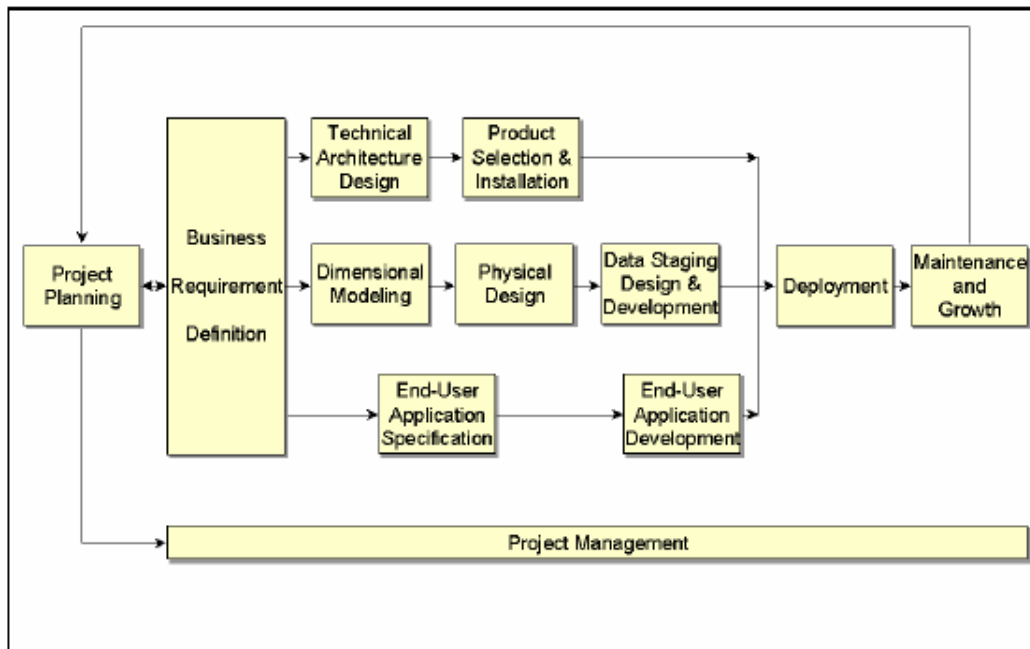 Technical
Architecture
Design
Product
Selection &
Installation
Business
Requirement
Definition
Project
Planning
Dimensional
Modeling
Physical
Design
Data Staging
Design &
Development
Deployment
Maintenance
and
Growth
End-User
Application
Specification
End-User
Application
Development
Project Management